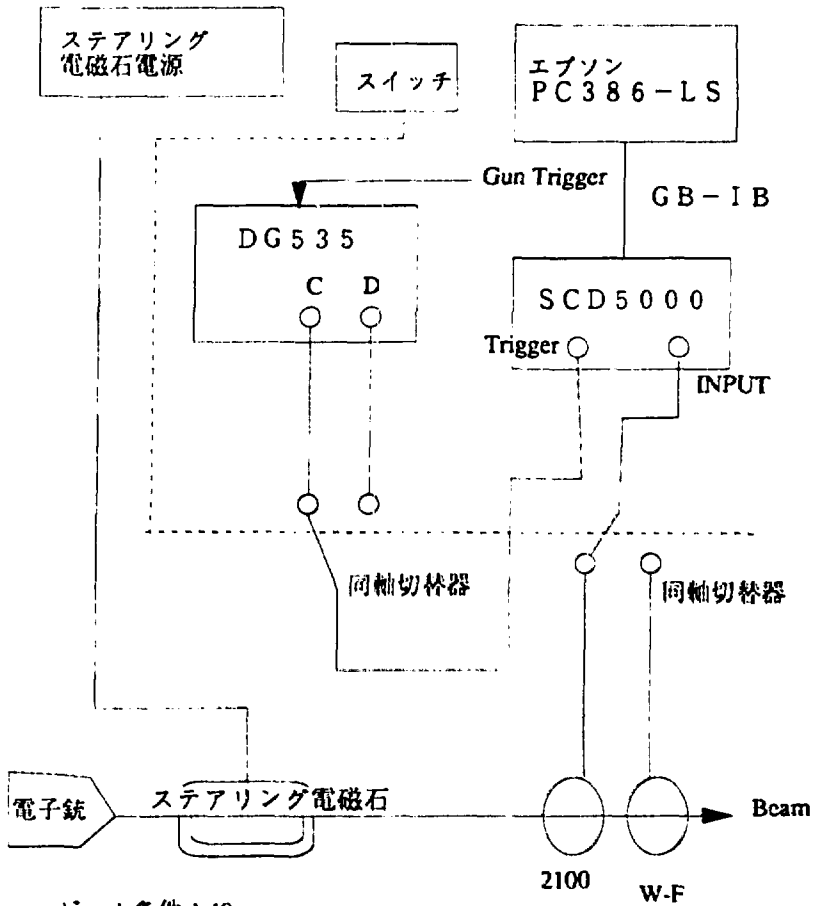 ステアリング
電磁石電源
スイッチ
エプソン
PC386-LS
Gun Trigger
GB-IB
DG535
C D
SCD5000
Trigger
INPUT
同軸切替器
同軸切替器
電子銃
ステアリング電磁石
Beam
2100
W-F